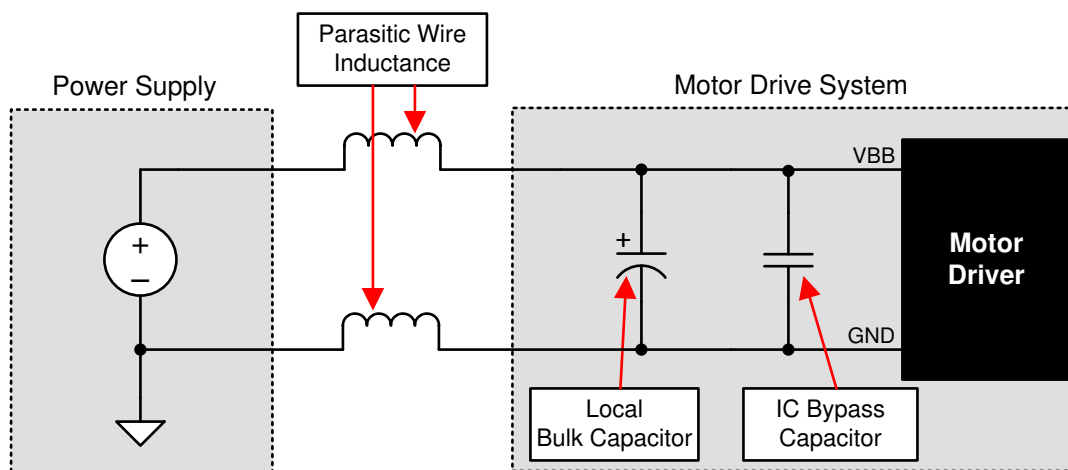 Parasitic Wire
Inductance
Power Supply
Motor Drive System
VBB
+
–
+
Motor
Driver
GND
Local
Bulk Capacitor
IC Bypass
Capacitor